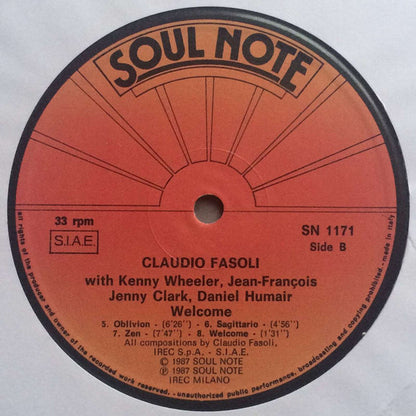 SOUL NOTE
33 rpm
S.I.A.E.
SN 1171
Side B
CLAUDIO FASOLI
with Kenny Wheeler, Jean-François
Jenny Clark, Daniel Humair
Welcome
5. Oblivion - (6'26") - 6. Sagittario - (4'56")
7. Zen - (7'47") - 8. Welcome - (1'31")
All compositions by Claudio Fasoli,
IREC S.p.A. - S.I.A.E.
© 1987 SOUL NOTE
℗ 1987 SOUL NOTE
IREC MILANO
all rights of the producer and owner of the recorded work reserved. - unauthorized public performance, broadcasting and copying prohibited